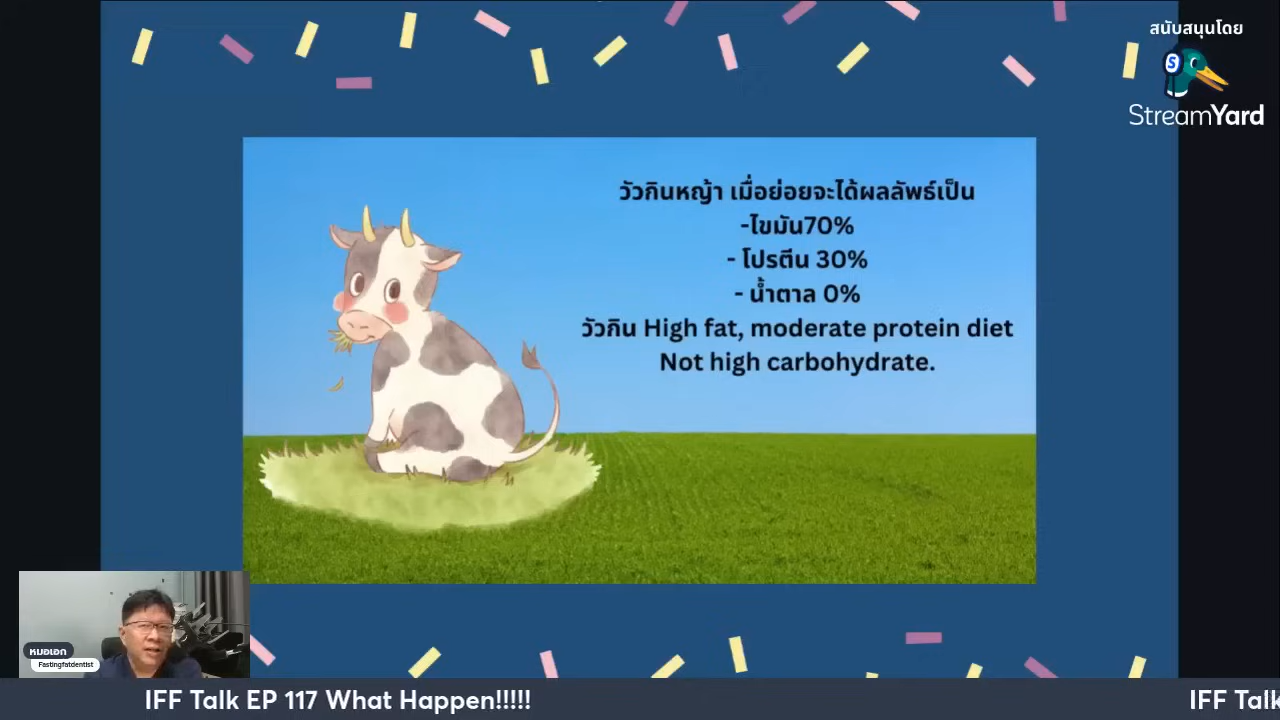 สนับสนุนโดย
StreamYard
วัวกินหญ้า เมื่อย่อยจะได้ผลลัพธ์เป็น
-ไขมัน70%
- โปรตีน 30%
- น้ำตาล 0%
วัวกิน High fat, moderate protein diet
Not high carbohydrate.
หมอเอก
Fastingfatdentist
IFF Talk EP 117 What Happen!!!!!
IFF Talk